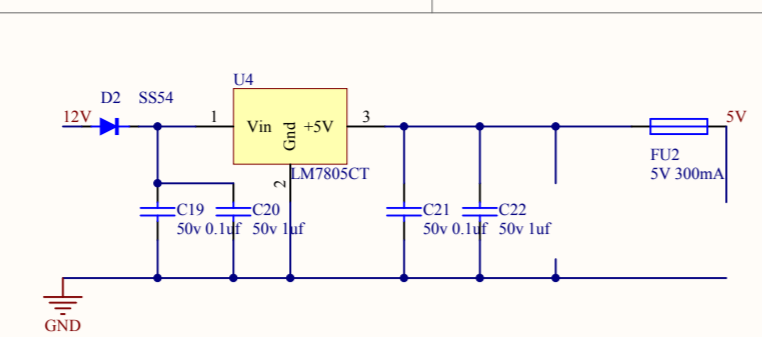 U4
D2 SS54
12V
1
Vin
Gnd
+5V
3
5V
2
LM7805CT
FU2
5V 300mA
C19
50v 0.1uf
C20
50v 1uf
C21
50v 0.1uf
C22
50v 1uf
GND